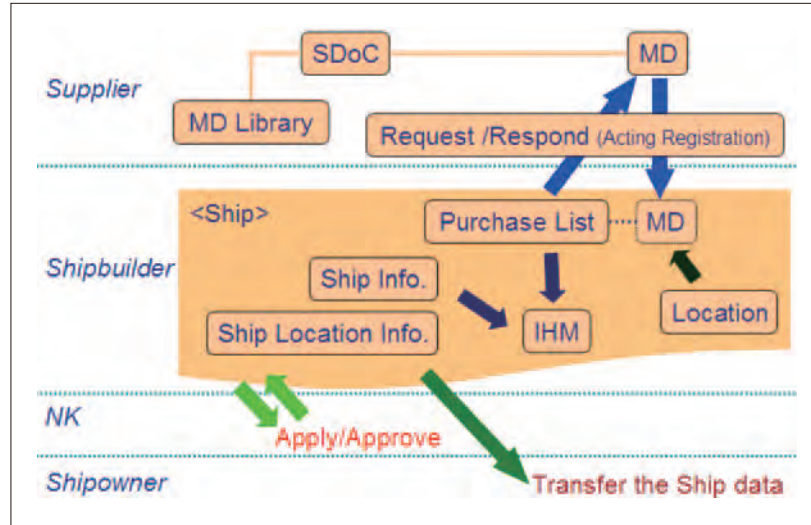 SDoC
MD
Supplier
MD Library
Request /Respond (Acting Registration)
<Ship>
Purchase List
MD
Shipbuilder
Ship Info.
Location
Ship Location Info.
IHM
NK
Apply/Approve
Shipowner
Transfer the Ship data